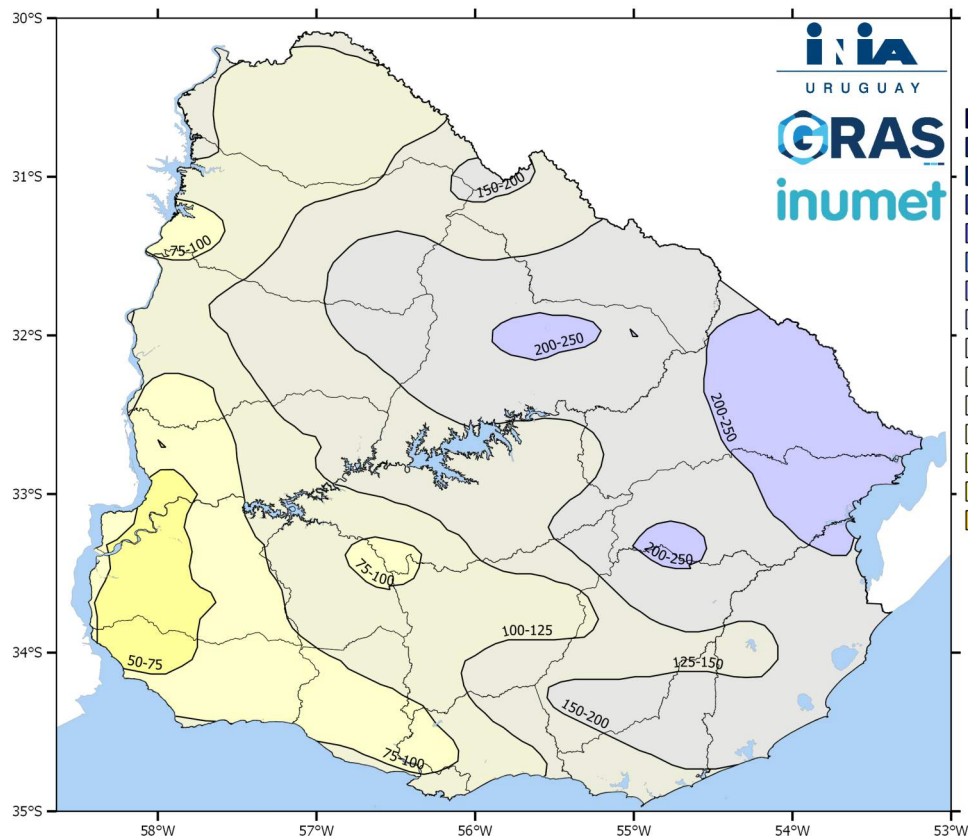 30°S
31°S
32°S
33°S
34°S
35°S
INIA
URUGUAY
GRAS
inumet
150-200
75-100
200-250
200-250
200-250
75-100
100-125
50-75
125-150
150-200
75-100
58°W
57°W
56°W
55°W
54°W
53°W